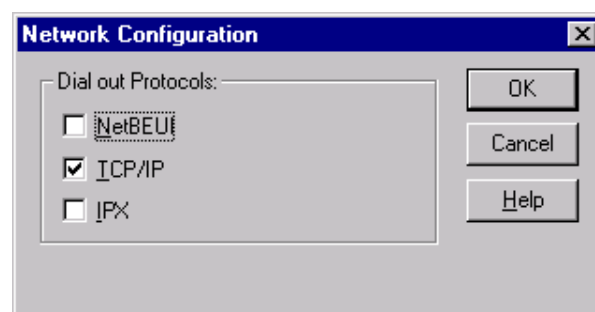 Network Configuration
Dial out Protocols:
NetBEUI
TCP/IP
IPX
OK
Cancel
Help